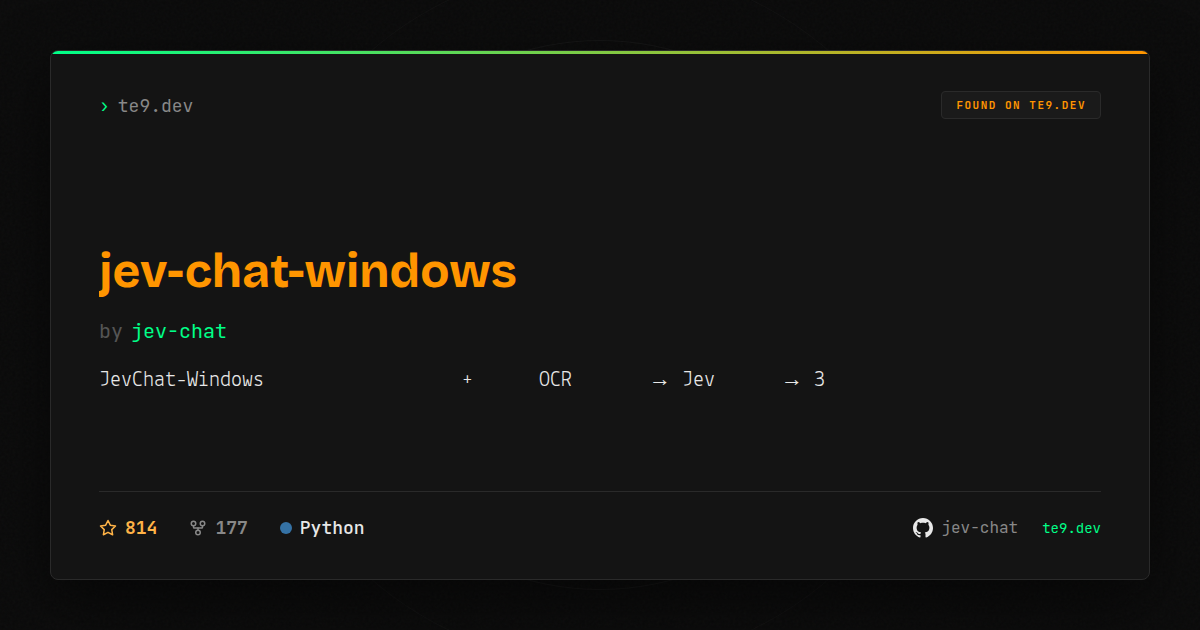 › te9.dev
FOUND ON TE9.DEV
jev-chat-windows
by jev-chat
JevChat-Windows + OCR → Jev → 3
814 177 Python
jev-chat te9.dev